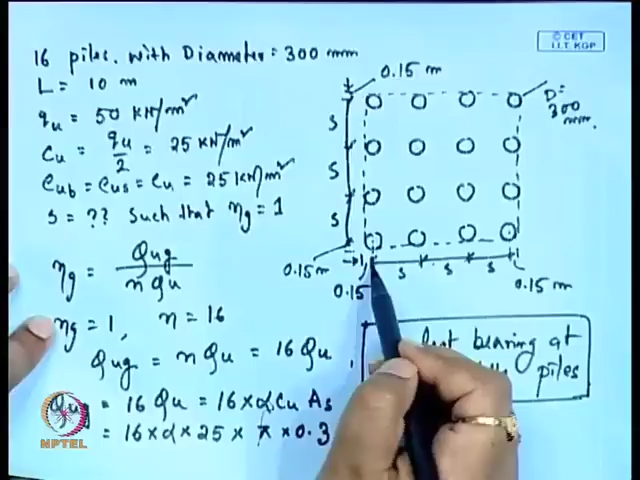 © CET
I.I.T. KGP
16 piles. with Diameter = 300 mm
L = 10 m
qu = 50 kN/m²
Cu = qu/2 = 25 kN/m²
Cub = Cus = Cu = 25 kN/m²
S = ?? Such that ηg = 1
ηg = Qug / n Qu
ηg = 1, n = 16
Qug = n Qu = 16 Qu
= 16 Qu = 16 × α Cu As
= 16 × α × 25 × π × 0.3
0.15 m
D = 300 mm.
S
S
S
0.15 m
S S S
0.15
0.15 m
bearing at
piles
NPTEL